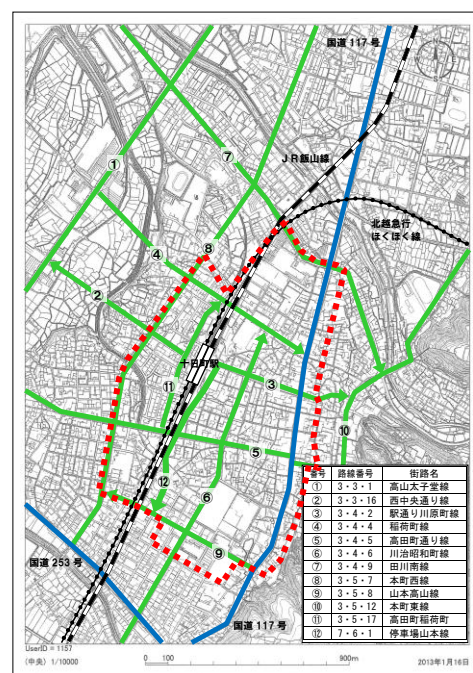 国道 117 号
①
⑦
JR飯山線
北越急行
ほくほく線
④
⑧
②
十日町駅
⑪
③
⑩
⑤
⑫
⑥
⑨
国道 253 号
国道 117 号
番号 路線番号 街路名
① 3・3・1 高山太子堂線
② 3・3・16 西中央通り線
③ 3・4・2 駅通り川原町線
④ 3・4・4 稲荷町線
⑤ 3・4・5 高田町通り線
⑥ 3・4・6 川治昭和町線
⑦ 3・4・9 田川南線
⑧ 3・5・7 本町西線
⑨ 3・5・8 山本高山線
⑩ 3・5・12 本町東線
⑪ 3・5・17 高田町稲荷町
⑫ 7・6・1 停車場山本線
UserID = 1157
(中央) 1/10000
0 100 900m
2013年1月16日